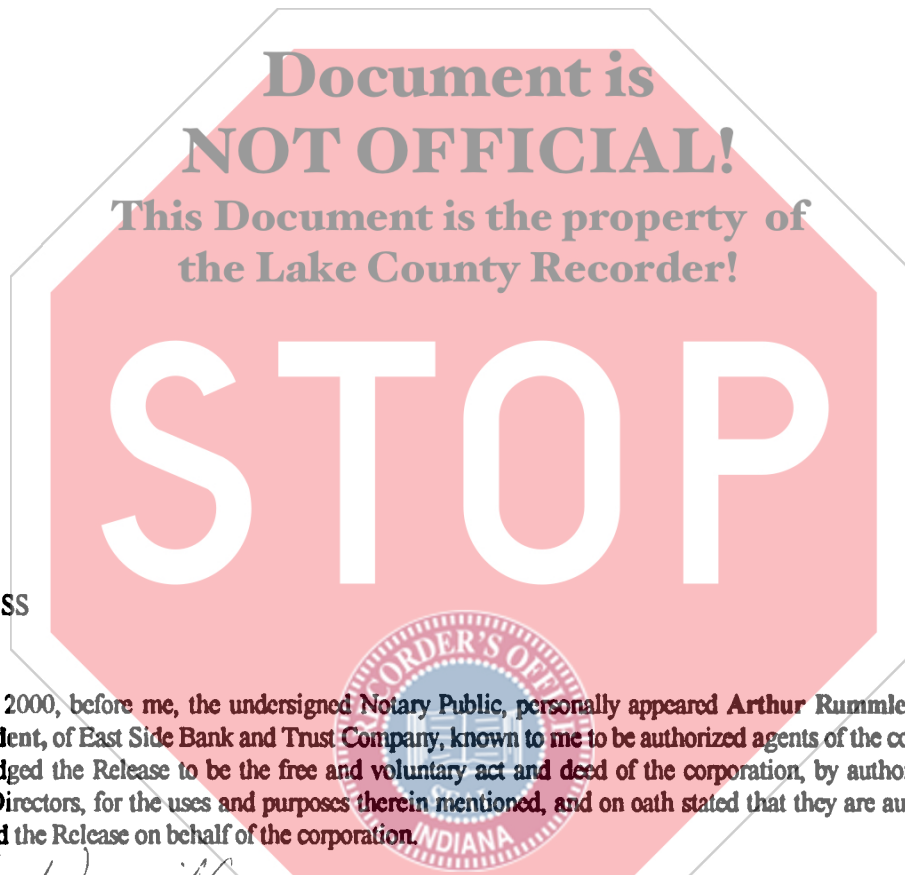 Document is
NOT OFFICIAL!
This Document is the property of
the Lake County Recorder!
STOP
SS
2000, before me, the undersigned Notary Public, personally appeared Arthur Rummle
dent, of East Side Bank and Trust Company, known to me to be authorized agents of the co
dged the Release to be the free and voluntary act and deed of the corporation, by author
Directors, for the uses and purposes therein mentioned, and on oath stated that they are au
d the Release on behalf of the corporation.
RECORDER'S OFFICE
SEAL
INDIANA